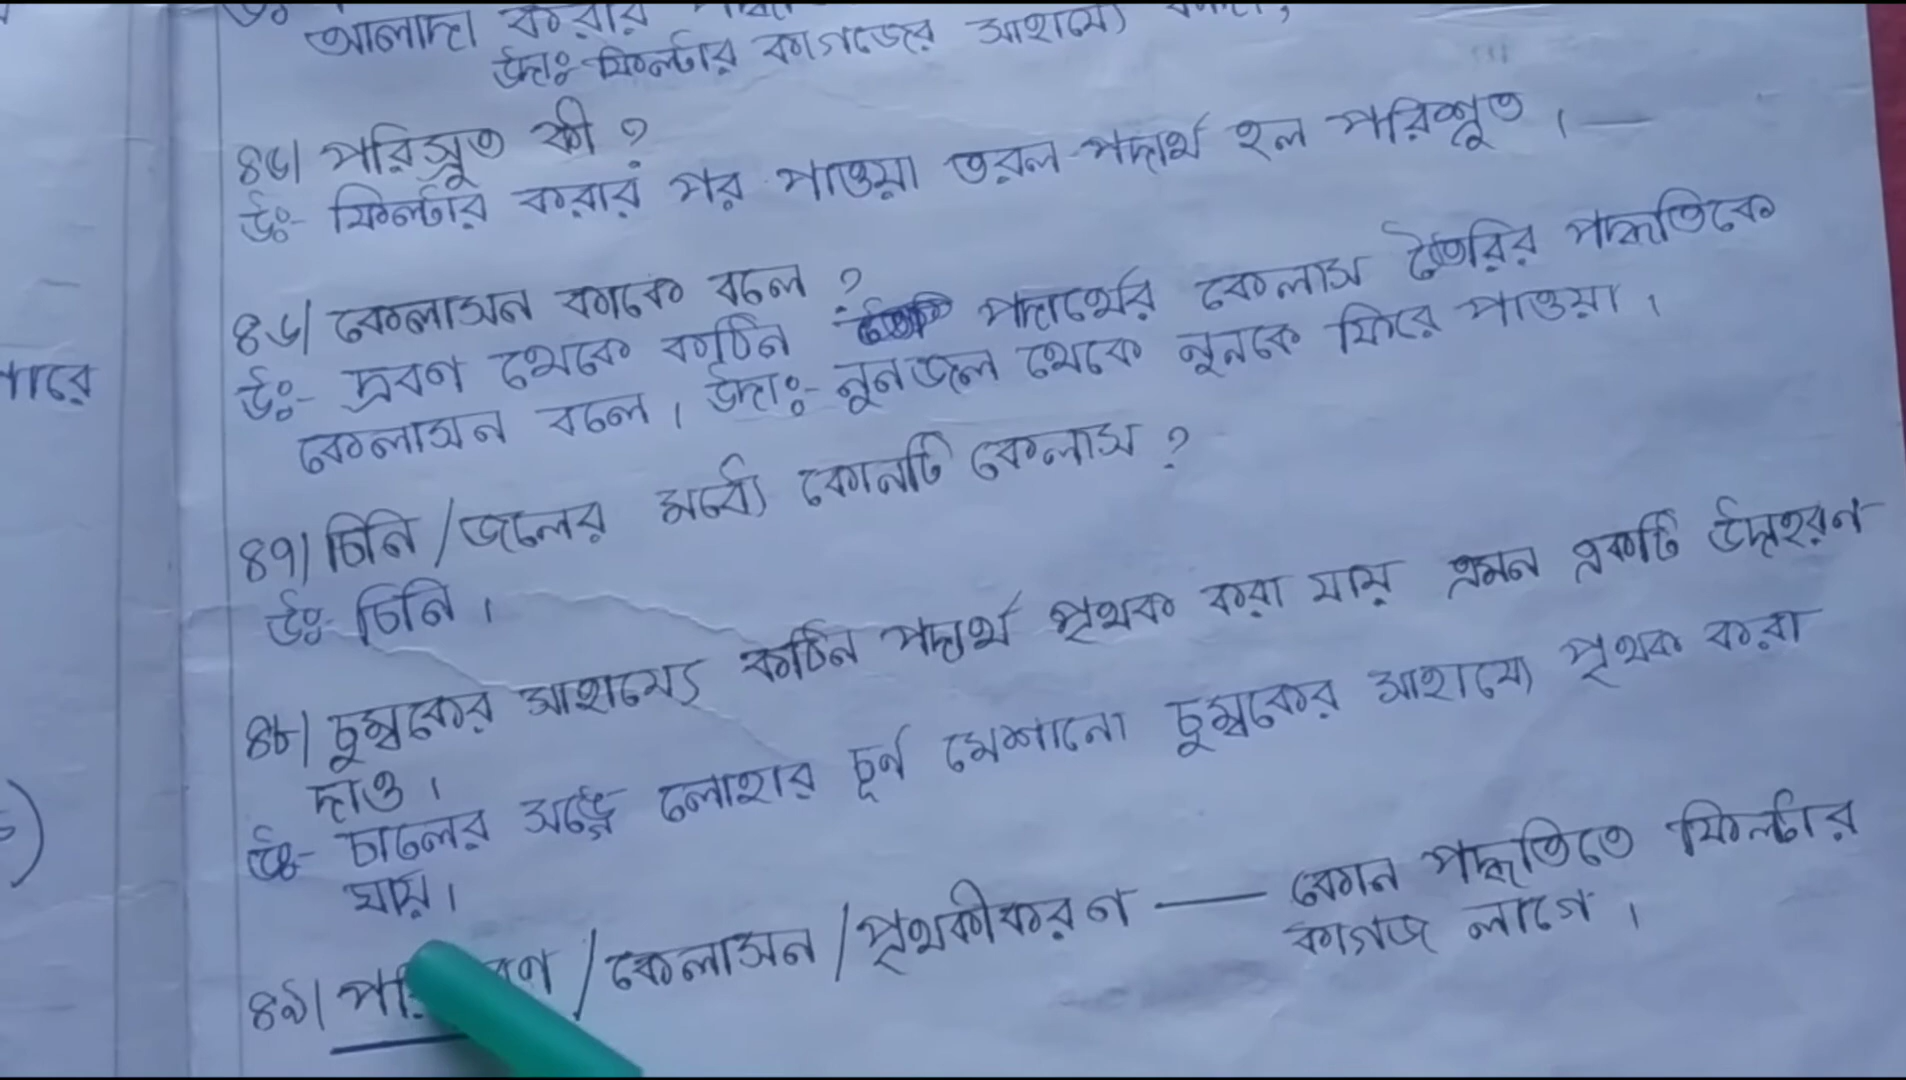 আলাদা করার
উদাঃ ফিল্টার কাগজের সাহায্যে
৪৫| পরিস্রুত কী ?
উঃ- ফিল্টার করার পর পাওয়া তরল পদার্থ হল পরিশ্রুত ।
৪৬| কেলাসন কাকে বলে ?
উঃ- দ্রবণ থেকে কঠিন পদার্থের কেলাস তৈরির পদ্ধতিকে
কেলাসন বলে । উদাঃ- নুনজল থেকে নুনকে ফিরে পাওয়া ।
৪৭| চিনি / জলের মধ্যে কোনটি কেলাস ?
উঃ চিনি ।
৪৮| চুম্বকের সাহায্যে কঠিন পদার্থ পৃথক করা যায় এমন একটি উদাহরণ
দাও ।
উঃ- চালের সঙ্গে লোহার চূর্ন মেশানো চুম্বকের সাহায্যে পৃথক করা
যায় ।
৪৯| / কেলাসন / পৃথকীকরণ — কোন পদ্ধতিতে ফিল্টার
কাগজ লাগে ।
পারে